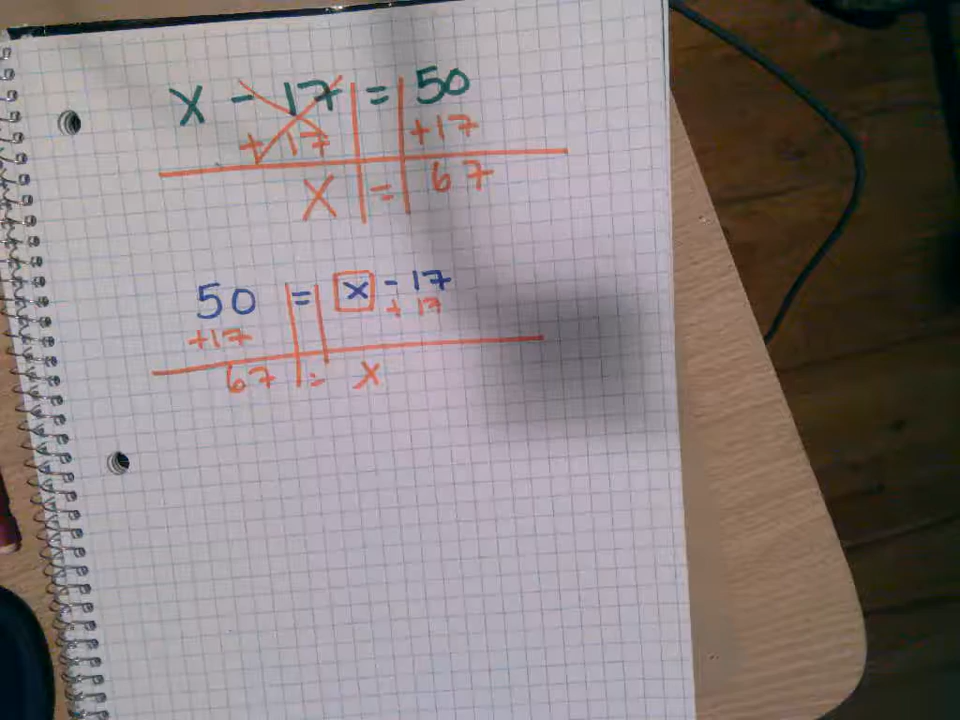 x - 17 = 50
+ 17 +17
x = 67
50 = x - 17
+17 + 17
67 = x